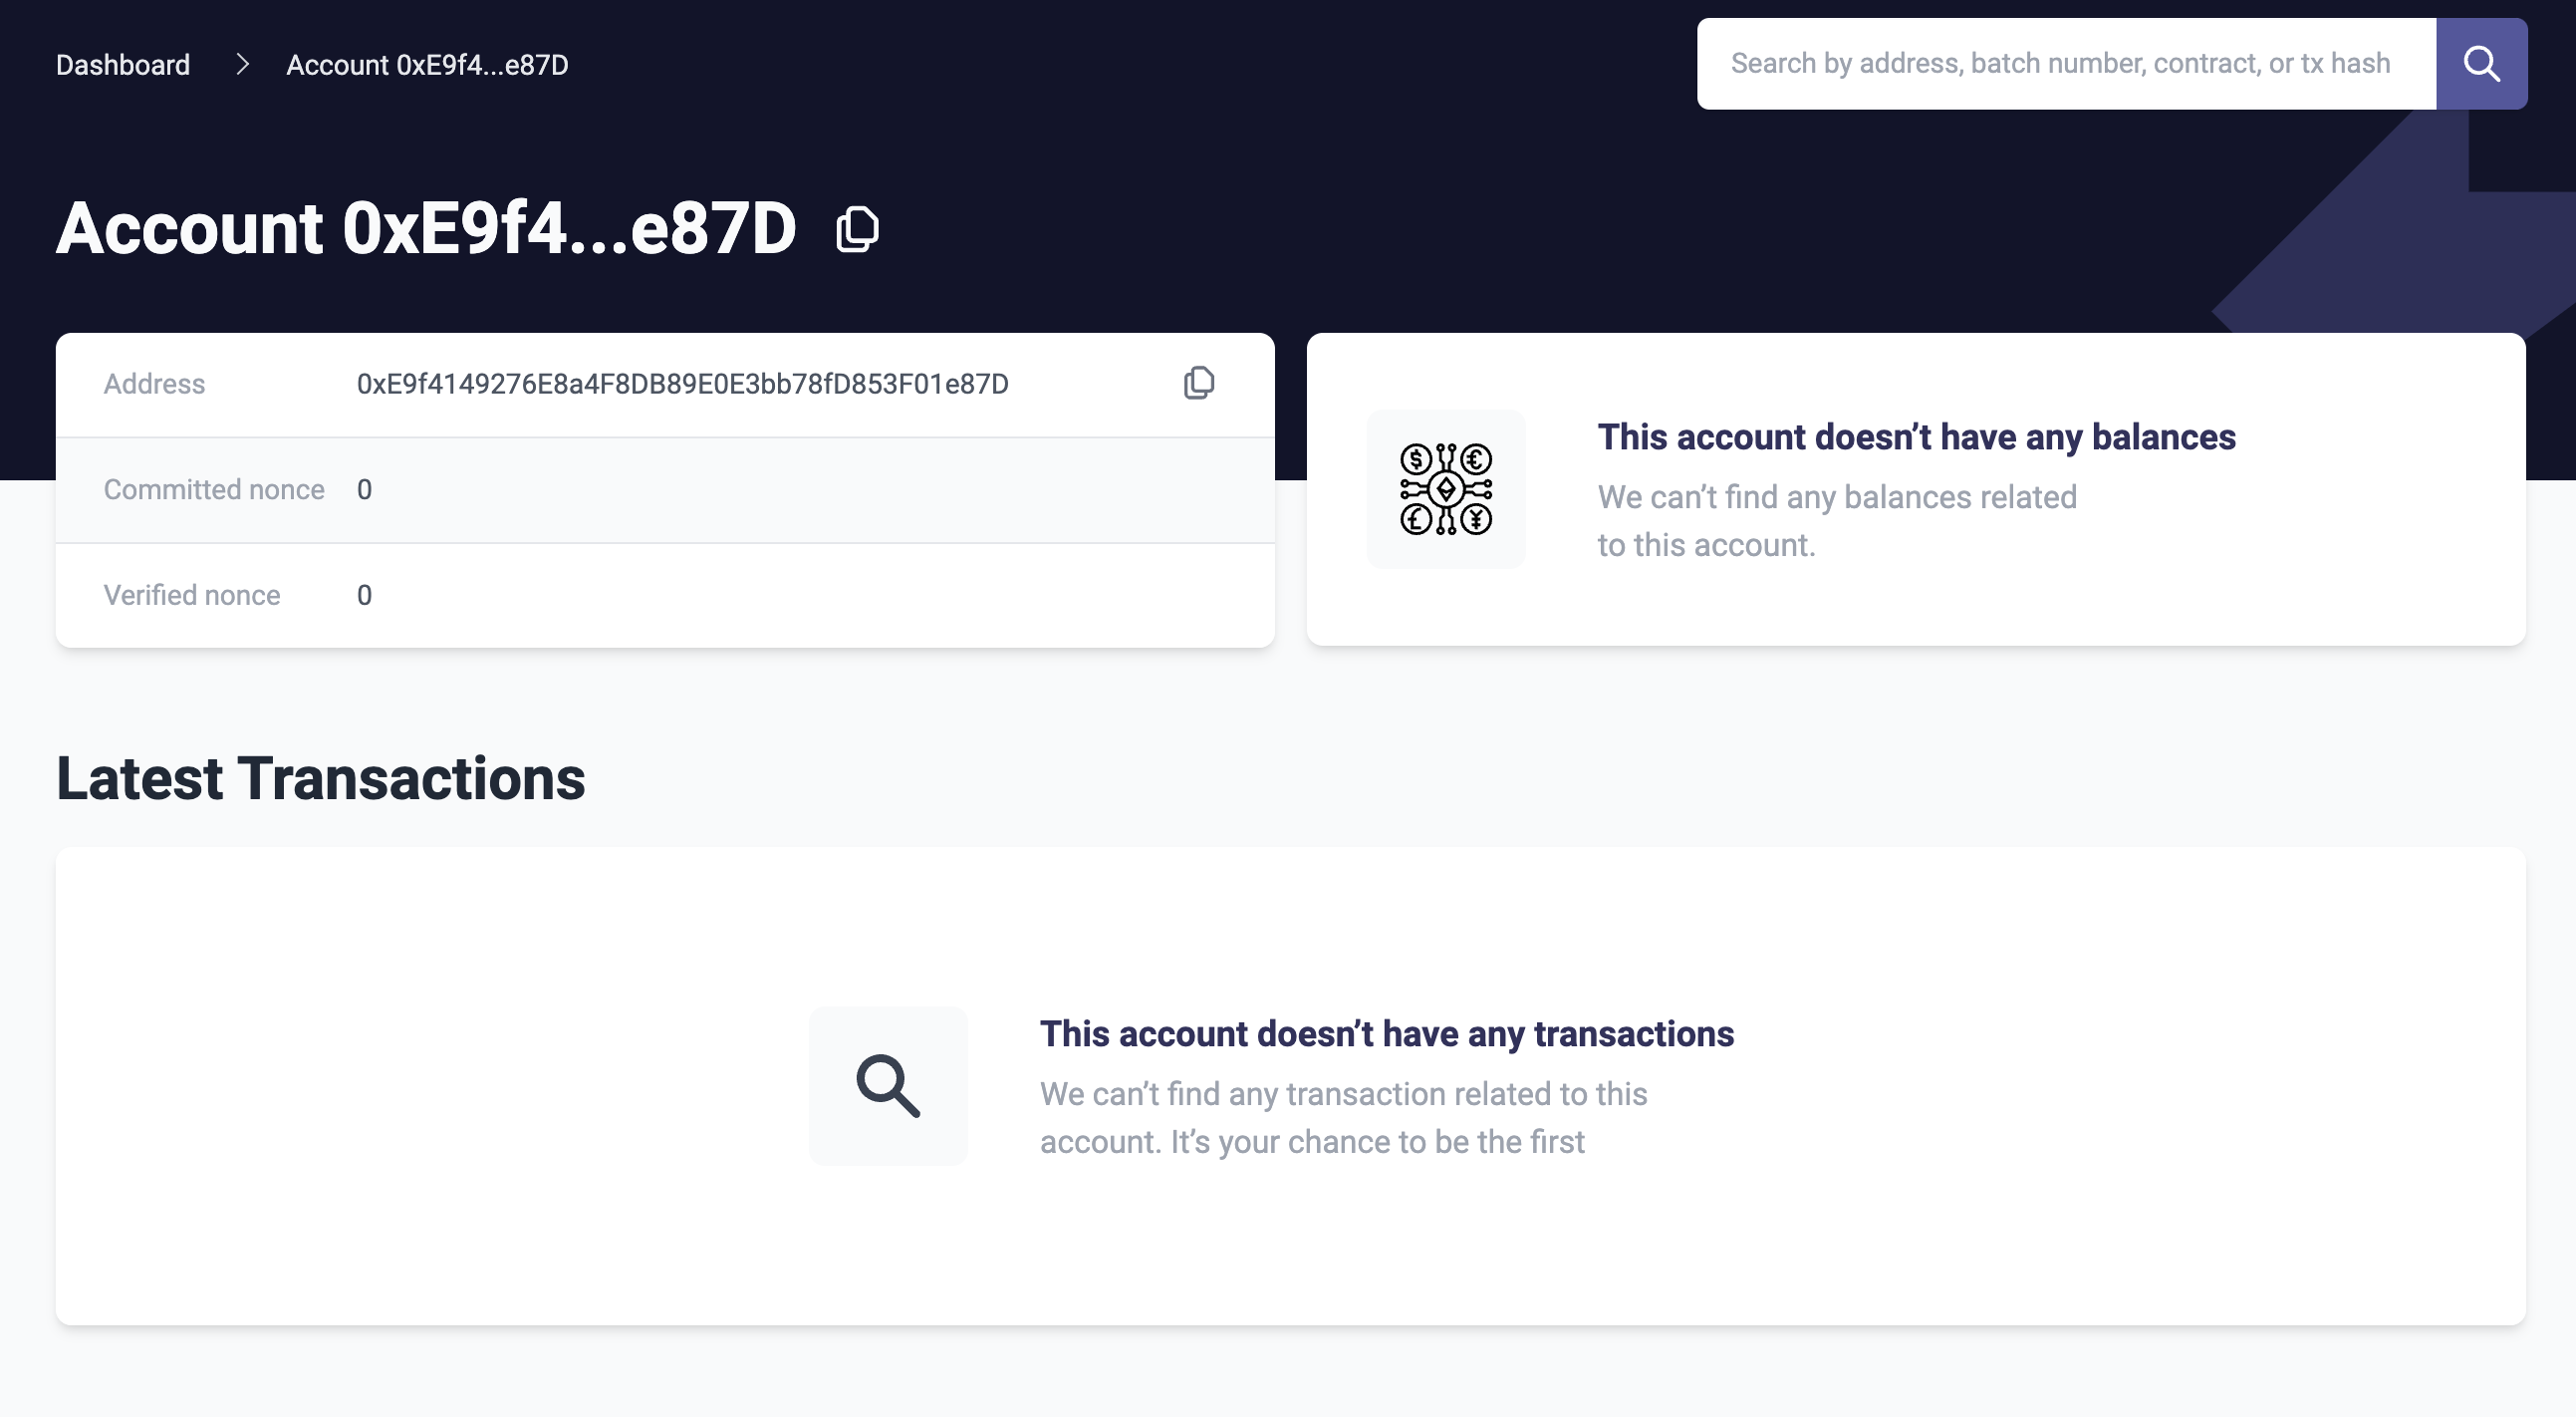 Dashboard
Account 0xE9f4...e87D
Search by address, batch number, contract, or tx hash
Account 0xE9f4...e87D
Address 0xE9f4149276E8a4F8DB89E0E3bb78fD853F01e87D
Committed nonce 0
Verified nonce 0
This account doesn’t have any balances
We can’t find any balances related
to this account.
Latest Transactions
This account doesn’t have any transactions
We can’t find any transaction related to this
account. It’s your chance to be the first